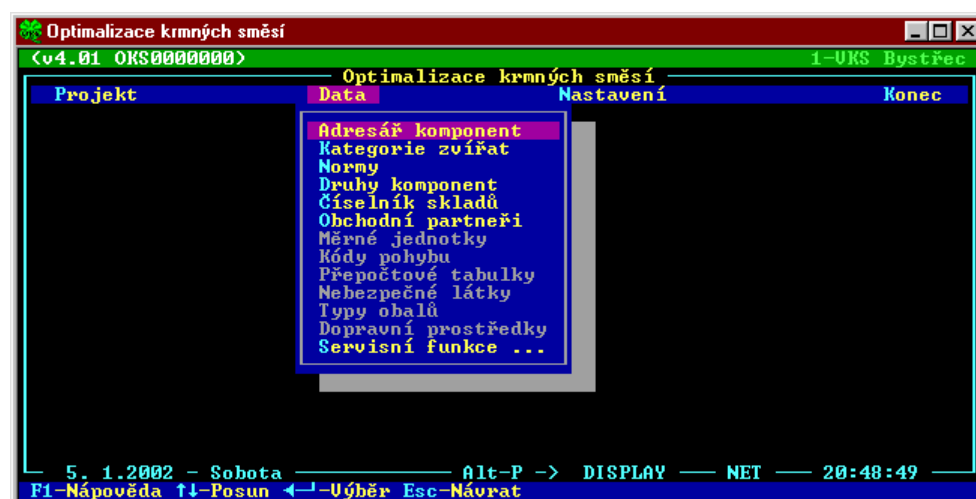 Optimalizace krmných směsí
(v4.01 OKS0000000) 1-VKS Bystřec
Optimalizace krmných směsí
Projekt Data Nastavení Konec
Adresář komponent
Kategorie zvířat
Normy
Druhy komponent
Číselník skladů
Obchodní partneři
Měrné jednotky
Kódy pohybu
Přepočtové tabulky
Nebezpečné látky
Typy obalů
Dopravní prostředky
Servisní funkce ...
5. 1.2002 - Sobota Alt-P -> DISPLAY NET 20:48:49
F1-Nápověda ↑↓-Posun ◄─┘-Výběr Esc-Návrat